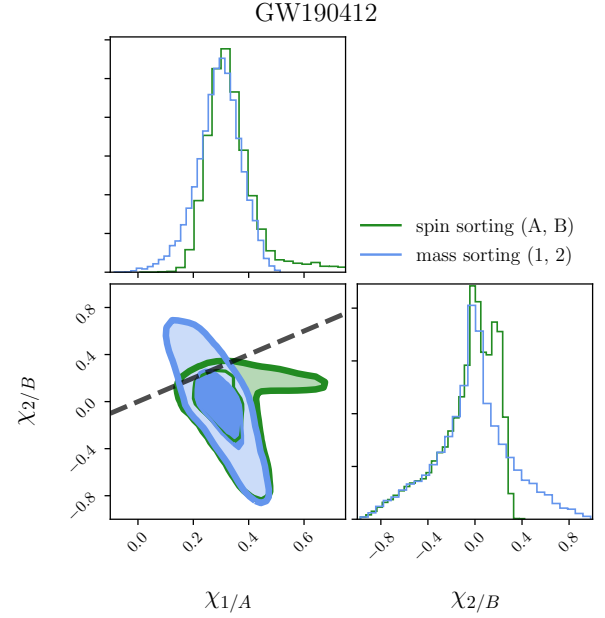 GW190412
spin sorting (A, B)
mass sorting (1, 2)
χ2/B
0.8
0.4
0.0
−0.4
−0.8
0.0 0.2 0.4 0.6
−0.8 −0.4 0.0 0.4 0.8
χ1/A
χ2/B